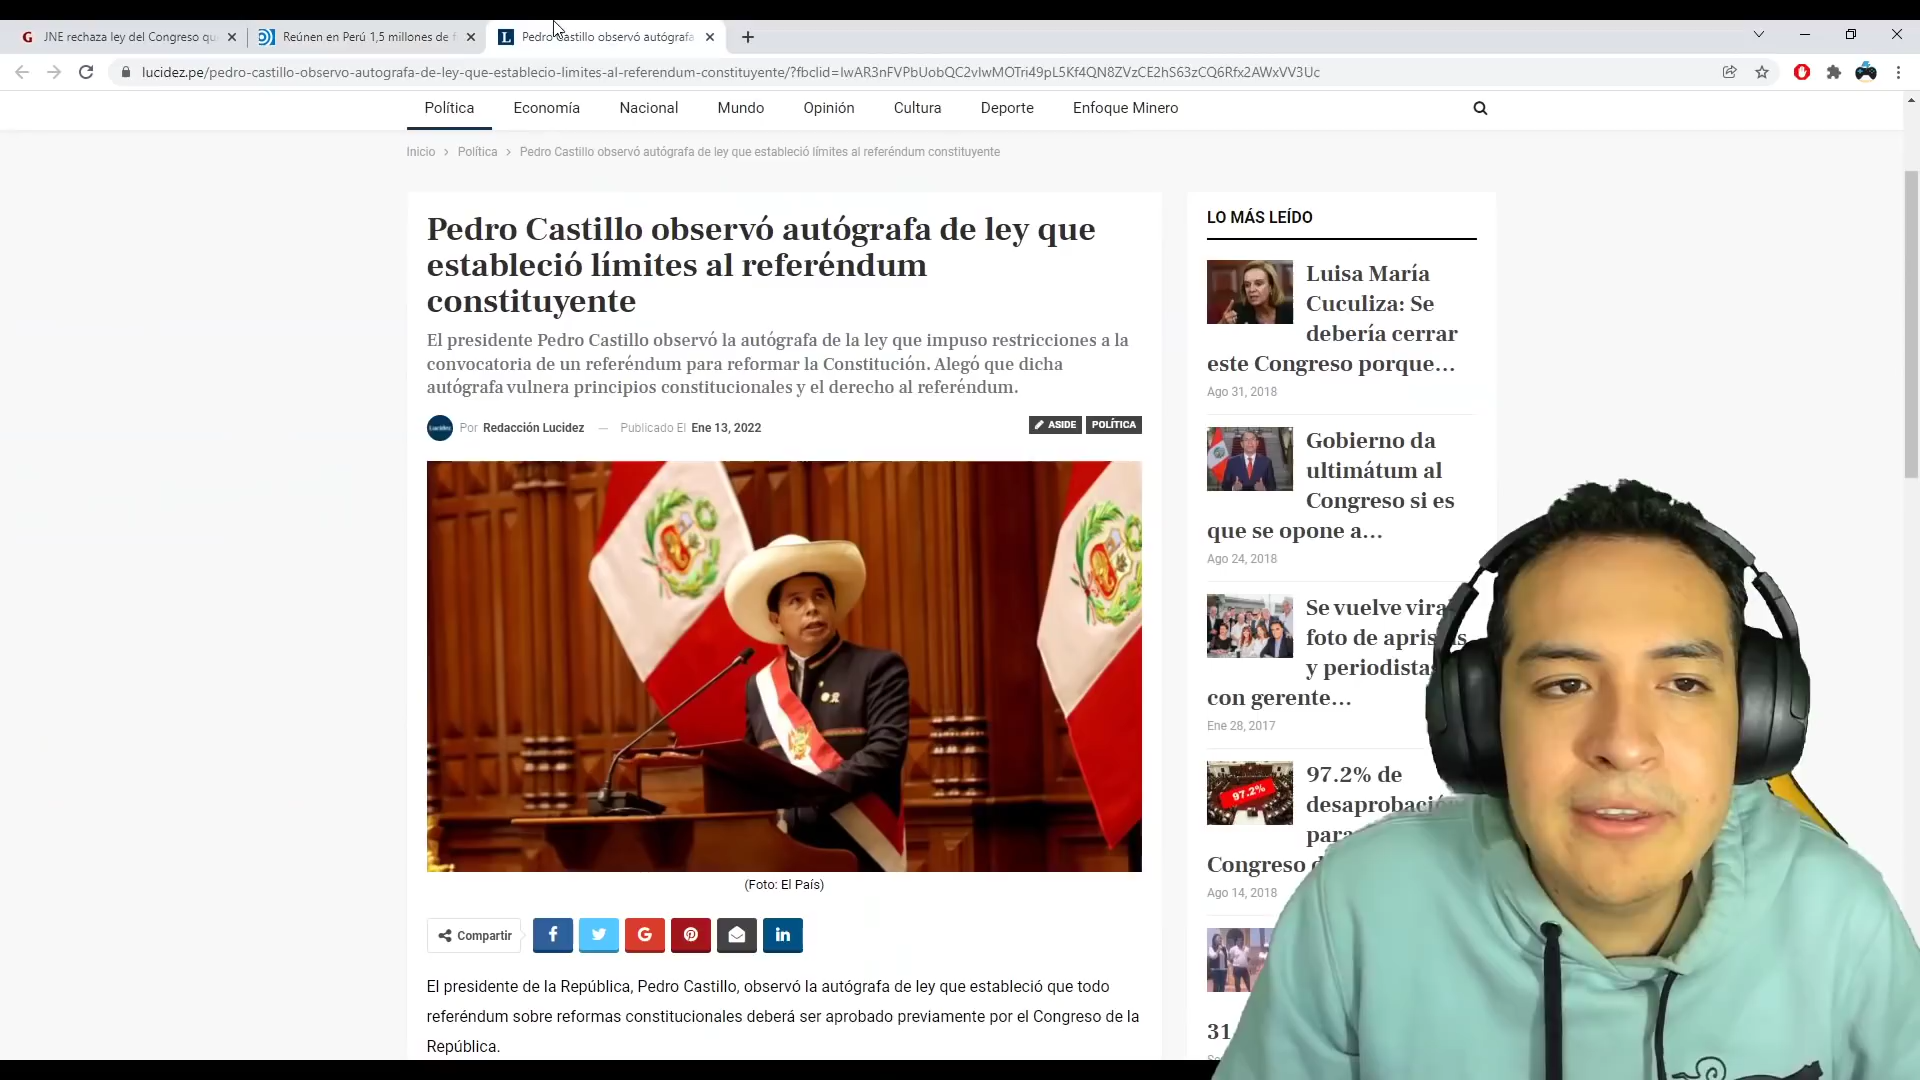 G JNE rechaza ley del Congreso qu
Reúnen en Perú 1,5 millones de f
L Pedro Castillo observó autógrafa
lucidez.pe/pedro-castillo-observo-autografa-de-ley-que-establecio-limites-al-referendum-constituyente/?fbclid=IwAR3nFVPbUobQC2vIwMOTri49pL5Kf4QN8ZVzCE2hS63zCQ6Rfx2AWxVV3Uc
Política Economía Nacional Mundo Opinión Cultura Deporte Enfoque Minero
Inicio > Política > Pedro Castillo observó autógrafa de ley que estableció límites al referéndum constituyente
Pedro Castillo observó autógrafa de ley que
estableció límites al referéndum
constituyente
El presidente Pedro Castillo observó la autógrafa de la ley que impuso restricciones a la
convocatoria de un referéndum para reformar la Constitución. Alegó que dicha
autógrafa vulnera principios constitucionales y el derecho al referéndum.
Por Redacción Lucidez — Publicado El Ene 13, 2022
ASIDE POLÍTICA
(Foto: El País)
Compartir
El presidente de la República, Pedro Castillo, observó la autógrafa de ley que estableció que todo
referéndum sobre reformas constitucionales deberá ser aprobado previamente por el Congreso de la
República.
LO MÁS LEÍDO
Luisa María
Cuculiza: Se
debería cerrar
este Congreso porque...
Ago 31, 2018
Gobierno da
ultimátum al
Congreso si es
que se opone a...
Ago 24, 2018
Se vuelve vira
foto de apris s
y periodistas
con gerente...
Ene 28, 2017
97.2%
97.2% de
desaprobació
para
Congreso d
Ago 14, 2018
31